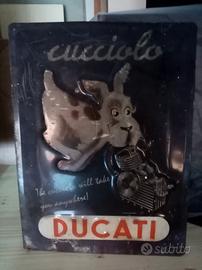 cucciolo
The cucciolo will take
you anywhere!
DUCATI
subito